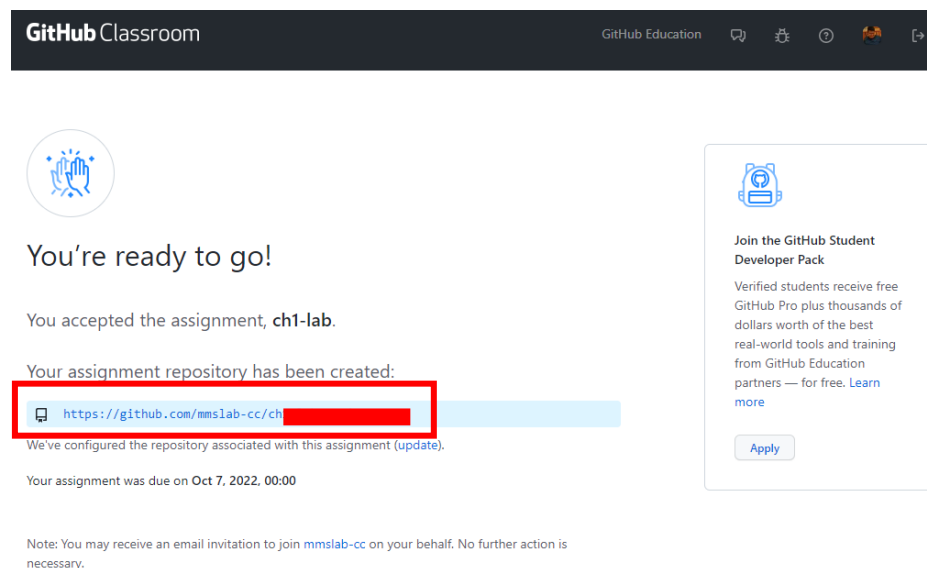 GitHub Classroom
GitHub Education
You're ready to go!
You accepted the assignment, ch1-lab.
Your assignment repository has been created:
https://github.com/mmslab-cc/ch
We've configured the repository associated with this assignment (update).
Your assignment was due on Oct 7, 2022, 00:00
Note: You may receive an email invitation to join mmslab-cc on your behalf. No further action is
necessary.
Join the GitHub Student
Developer Pack
Verified students receive free
GitHub Pro plus thousands of
dollars worth of the best
real-world tools and training
from GitHub Education
partners — for free. Learn
more
Apply